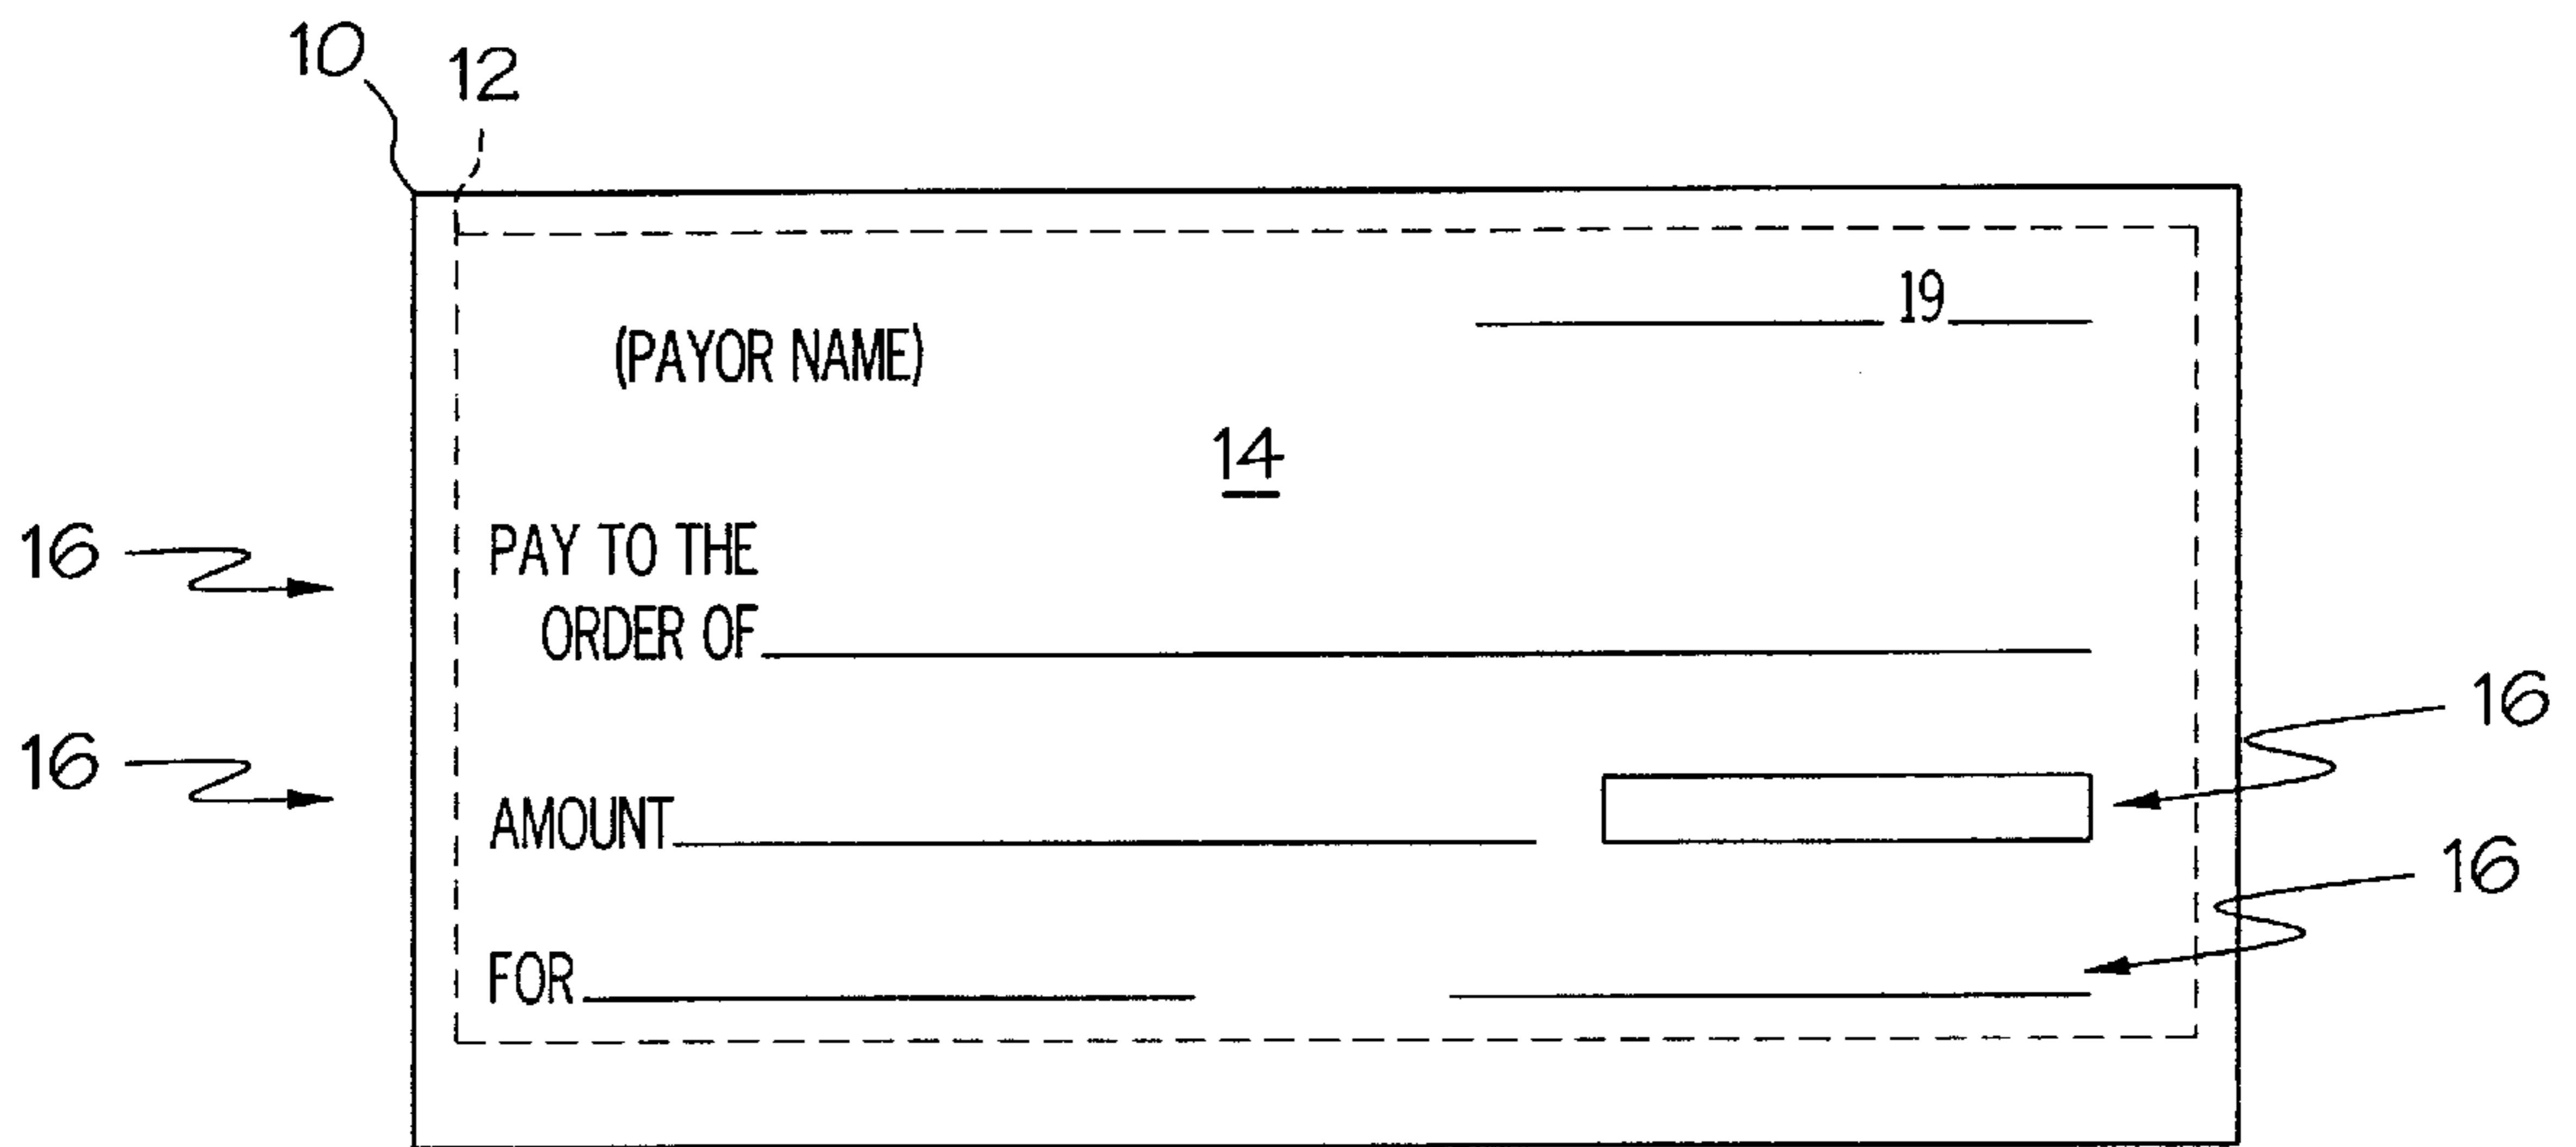 10
12
19
(PAYOR NAME)
14
16
PAY TO THE
ORDER OF
16
16
AMOUNT
16
FOR